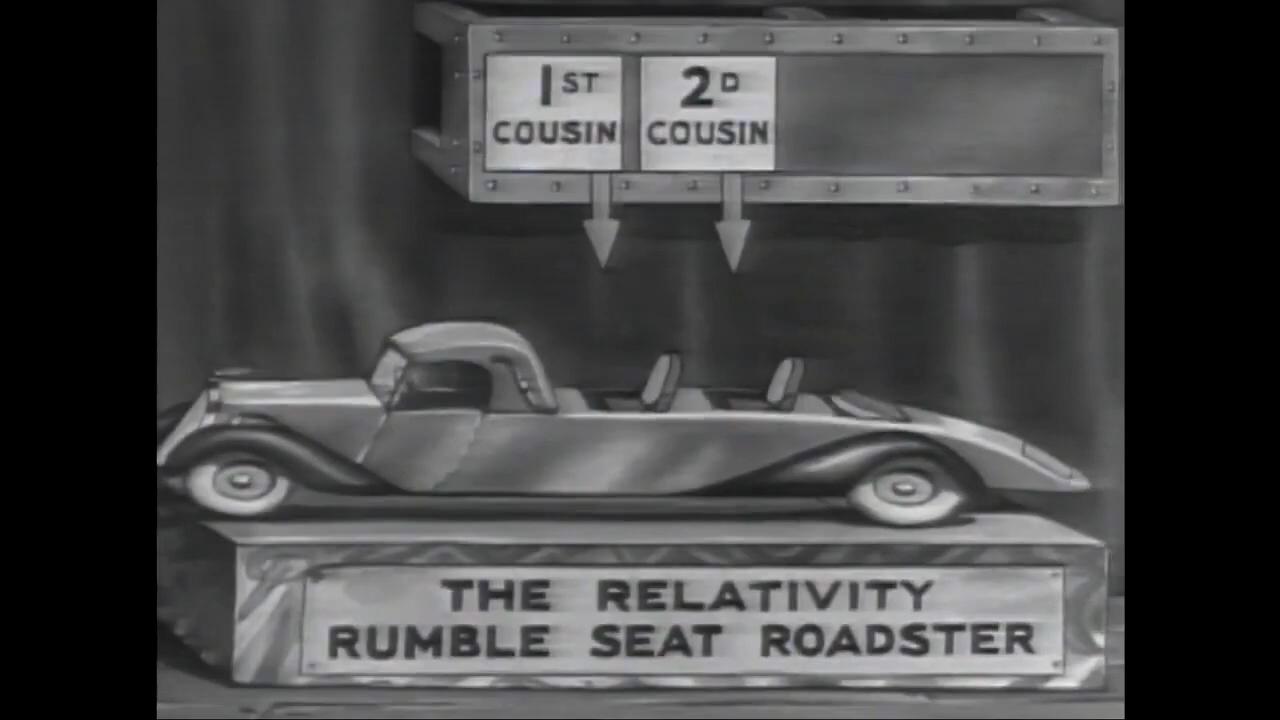 1ST
COUSIN
2D
COUSIN
THE RELATIVITY
RUMBLE SEAT ROADSTER